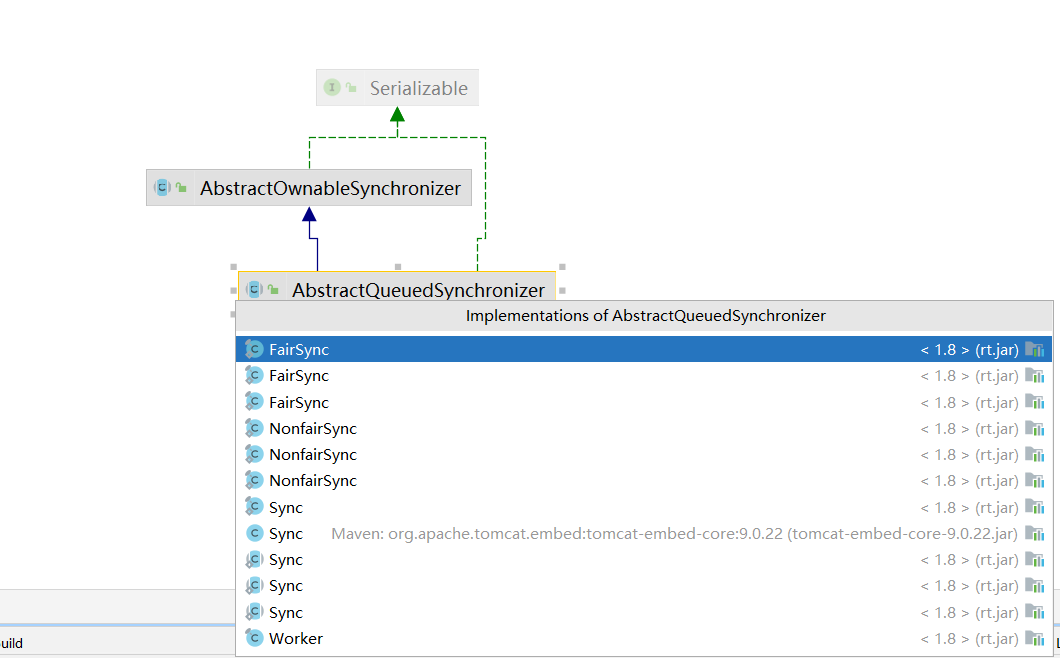 Serializable
AbstractOwnableSynchronizer
AbstractQueuedSynchronizer
Implementations of AbstractQueuedSynchronizer
FairSync < 1.8 > (rt.jar)
FairSync < 1.8 > (rt.jar)
FairSync < 1.8 > (rt.jar)
NonfairSync < 1.8 > (rt.jar)
NonfairSync < 1.8 > (rt.jar)
NonfairSync < 1.8 > (rt.jar)
Sync < 1.8 > (rt.jar)
Sync Maven: org.apache.tomcat.embed:tomcat-embed-core:9.0.22 (tomcat-embed-core-9.0.22.jar)
Sync < 1.8 > (rt.jar)
Sync < 1.8 > (rt.jar)
Sync < 1.8 > (rt.jar)
Worker < 1.8 > (rt.jar)
uild